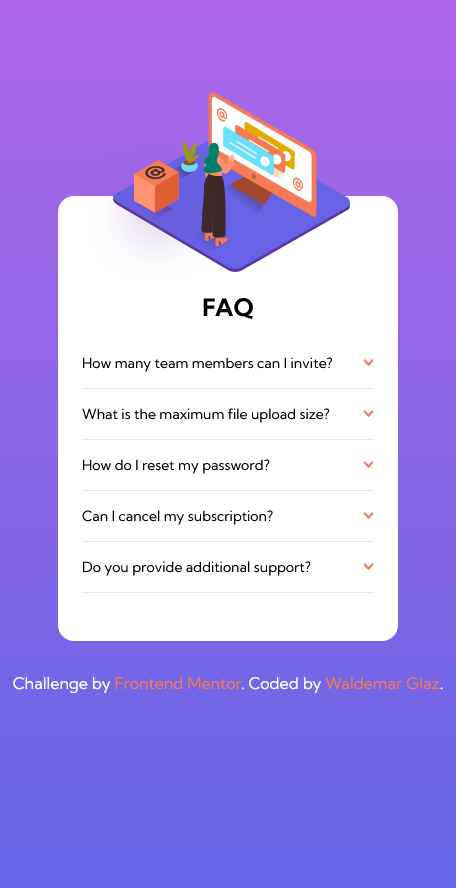 @
@
@
FAQ
How many team members can I invite?
What is the maximum file upload size?
How do I reset my password?
Can I cancel my subscription?
Do you provide additional support?
Challenge by Frontend Mentor. Coded by Waldemar Glaz.